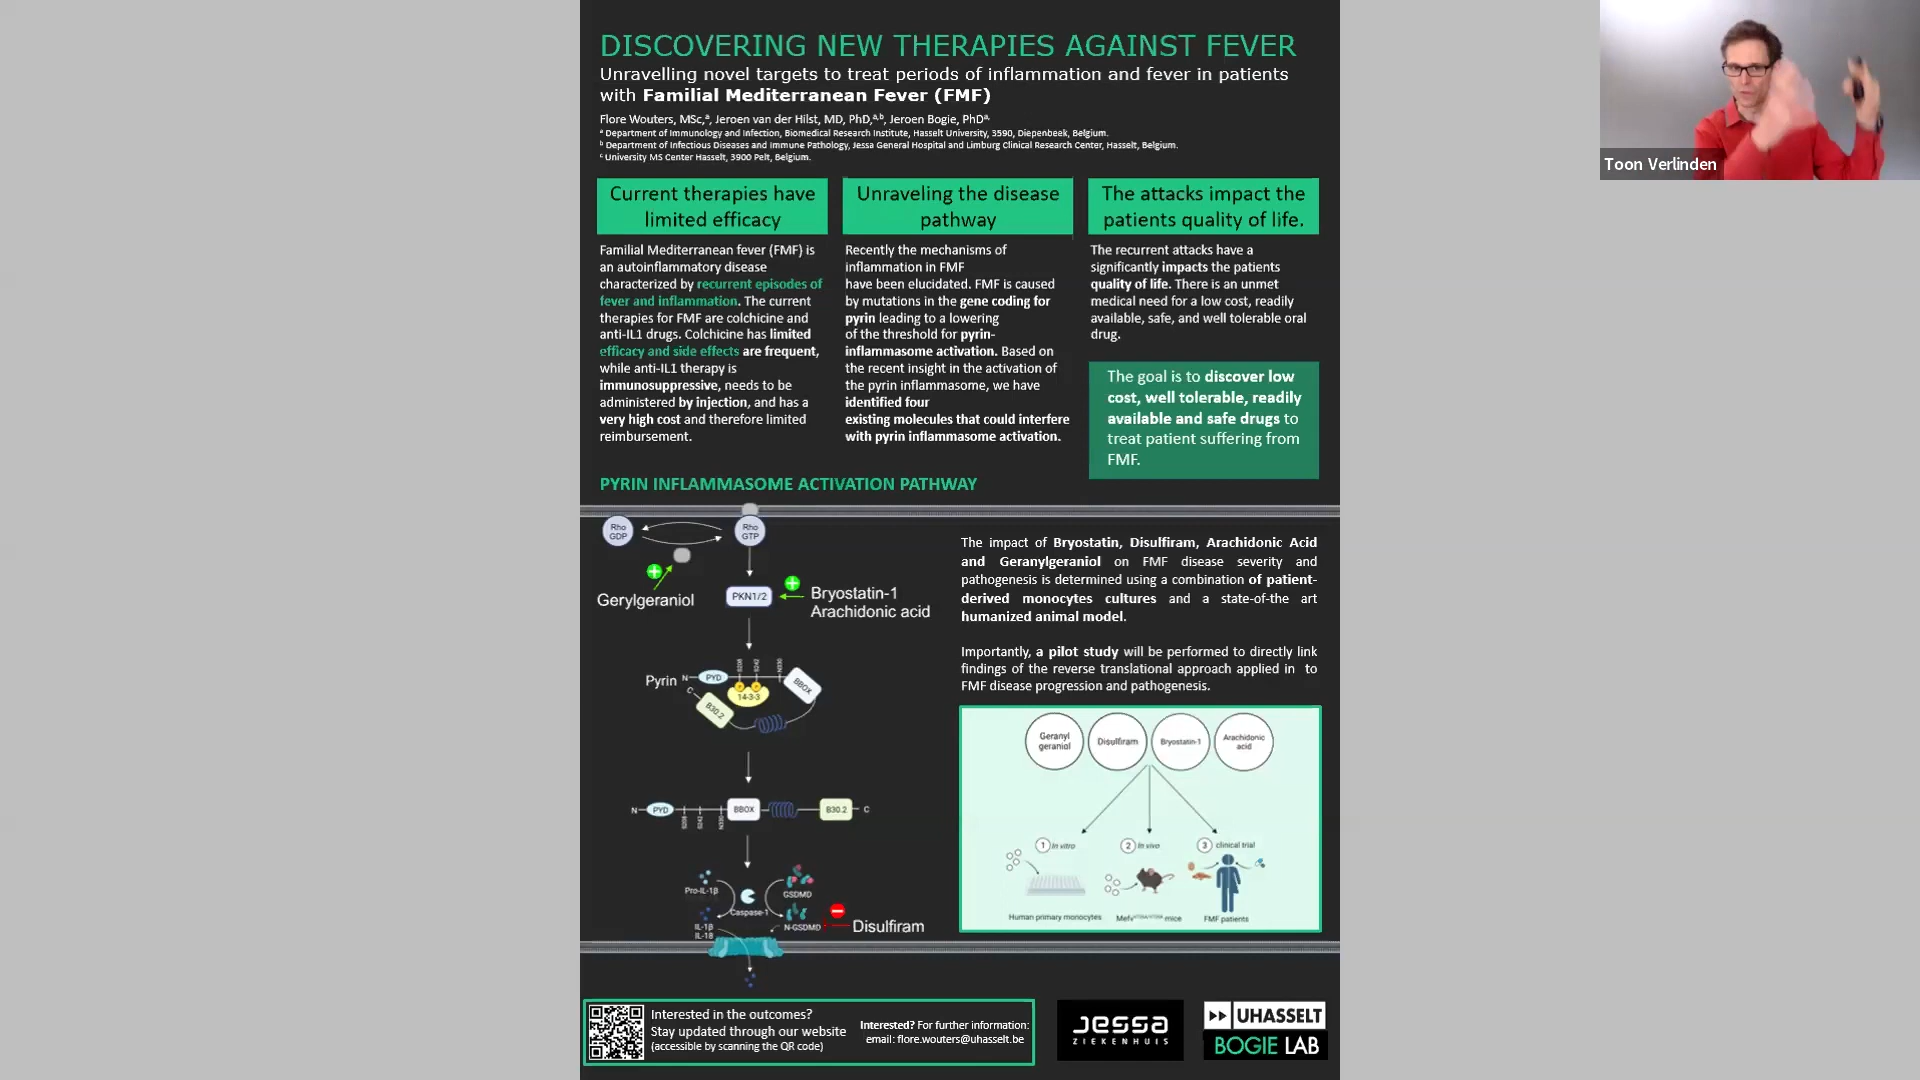 DISCOVERING NEW THERAPIES AGAINST FEVER
Unravelling novel targets to treat periods of inflammation and fever in patients
with Familial Mediterranean Fever (FMF)
Flore Wouters, MSc,ᵃ, Jeroen van der Hilst, MD, PhD,ᵃ,ᵇ, Jeroen Bogie, PhDᵃ,
ᵃ Department of Immunology and Infection, Biomedical Research Institute, Hasselt University, 3590, Diepenbeek, Belgium.
ᵇ Department of Infectious Diseases and Immune Pathology, Jessa General Hospital and Limburg Clinical Research Center, Hasselt, Belgium.
ᶜ University MS Center Hasselt, 3900 Pelt, Belgium.
Toon Verlinden
Current therapies have
limited efficacy
Familial Mediterranean fever (FMF) is
an autoinflammatory disease
characterized by recurrent episodes of
fever and inflammation. The current
therapies for FMF are colchicine and
anti-IL1 drugs. Colchicine has limited
efficacy and side effects are frequent,
while anti-IL1 therapy is
immunosuppressive, needs to be
administered by injection, and has a
very high cost and therefore limited
reimbursement.
Unraveling the disease
pathway
Recently the mechanisms of
inflammation in FMF
have been elucidated. FMF is caused
by mutations in the gene coding for
pyrin leading to a lowering
of the threshold for pyrin-
inflammasome activation. Based on
the recent insight in the activation of
the pyrin inflammasome, we have
identified four
existing molecules that could interfere
with pyrin inflammasome activation.
The attacks impact the
patients quality of life.
The recurrent attacks have a
significantly impacts the patients
quality of life. There is an unmet
medical need for a low cost, readily
available, safe, and well tolerable oral
drug.
The goal is to discover low
cost, well tolerable, readily
available and safe drugs to
treat patient suffering from
FMF.
PYRIN INFLAMMASOME ACTIVATION PATHWAY
Rho
GDP
Rho
GTP
Gerylgeraniol
PKN1/2
Bryostatin-1
Arachidonic acid
S208
S242
N330
Pyrin
N
PYD
C
14-3-3
BBOX
B30.2
N
PYD
S208
S242
N330
BBOX
B30.2
C
Pro-IL-1β
Caspase-1
GSDMD
IL-1β
IL-18
N-GSDMD
Disulfiram
The impact of Bryostatin, Disulfiram, Arachidonic Acid
and Geranylgeraniol on FMF disease severity and
pathogenesis is determined using a combination of patient-
derived monocytes cultures and a state-of-the art
humanized animal model.
Importantly, a pilot study will be performed to directly link
findings of the reverse translational approach applied in to
FMF disease progression and pathogenesis.
Geranyl
geraniol
Disulfiram
Bryostatin-1
Arachidonic
acid
1 In vitro
2 In vivo
3 clinical trial
Human primary monocytes
Mefv mice
FMF patients
Interested in the outcomes?
Stay updated through our website
(accessible by scanning the QR code)
Interested? For further information:
email: flore.wouters@uhasselt.be
Jessa
ZIEKENHUIS
UHASSELT
BOGIE LAB